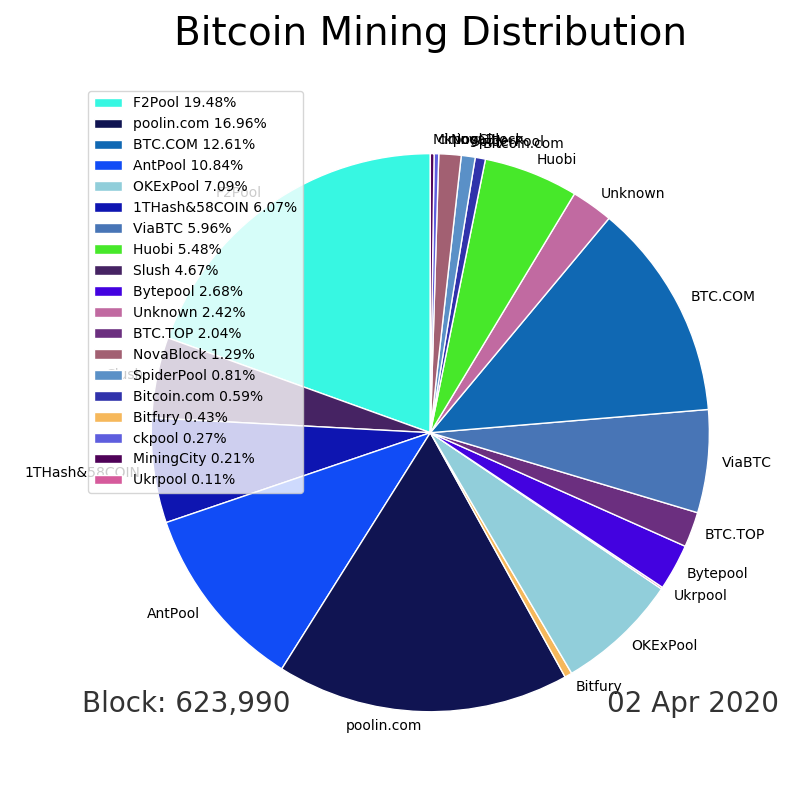 Bitcoin Mining Distribution
F2Pool 19.48%
poolin.com 16.96%
BTC.COM 12.61%
AntPool 10.84%
OKExPool 7.09%
1THash&58COIN 6.07%
ViaBTC 5.96%
Huobi 5.48%
Slush 4.67%
Bytepool 2.68%
Unknown 2.42%
BTC.TOP 2.04%
NovaBlock 1.29%
SpiderPool 0.81%
Bitcoin.com 0.59%
Bitfury 0.43%
ckpool 0.27%
MiningCity 0.21%
Ukrpool 0.11%
Bitcoin.com
Huobi
Unknown
F2Pool
BTC.COM
ViaBTC
1THash&58COIN
BTC.TOP
Bytepool
Ukrpool
AntPool
OKExPool
Bitfury
poolin.com
Block: 623,990
02 Apr 2020